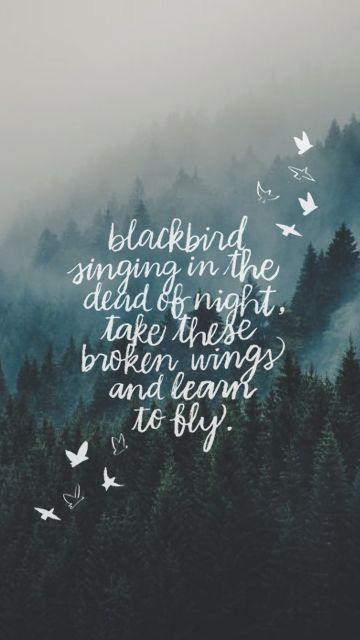 blackbird
singing in the
dead of night,
take these
broken wings
and learn
to fly.